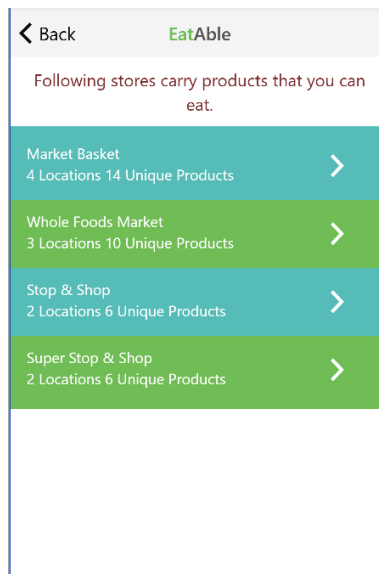 Back
EatAble
Following stores carry products that you can
eat.
Market Basket
4 Locations 14 Unique Products
Whole Foods Market
3 Locations 10 Unique Products
Stop & Shop
2 Locations 6 Unique Products
Super Stop & Shop
2 Locations 6 Unique Products